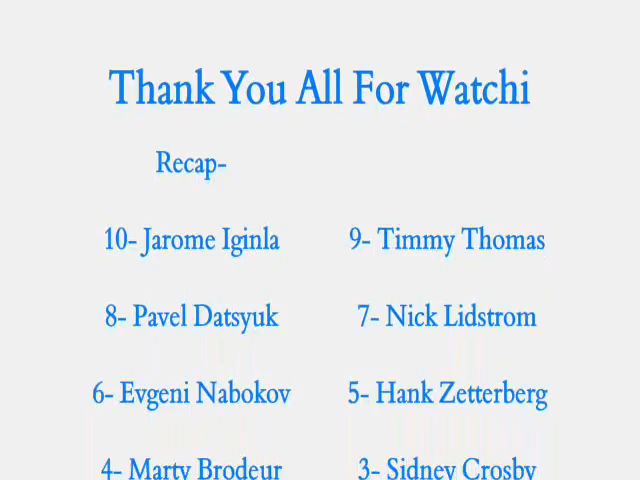 Thank You All For Watchi
Recap-
10- Jarome Iginla 9- Timmy Thomas
8- Pavel Datsyuk 7- Nick Lidstrom
6- Evgeni Nabokov 5- Hank Zetterberg
4- Marty Brodeur 3- Sidney Crosby